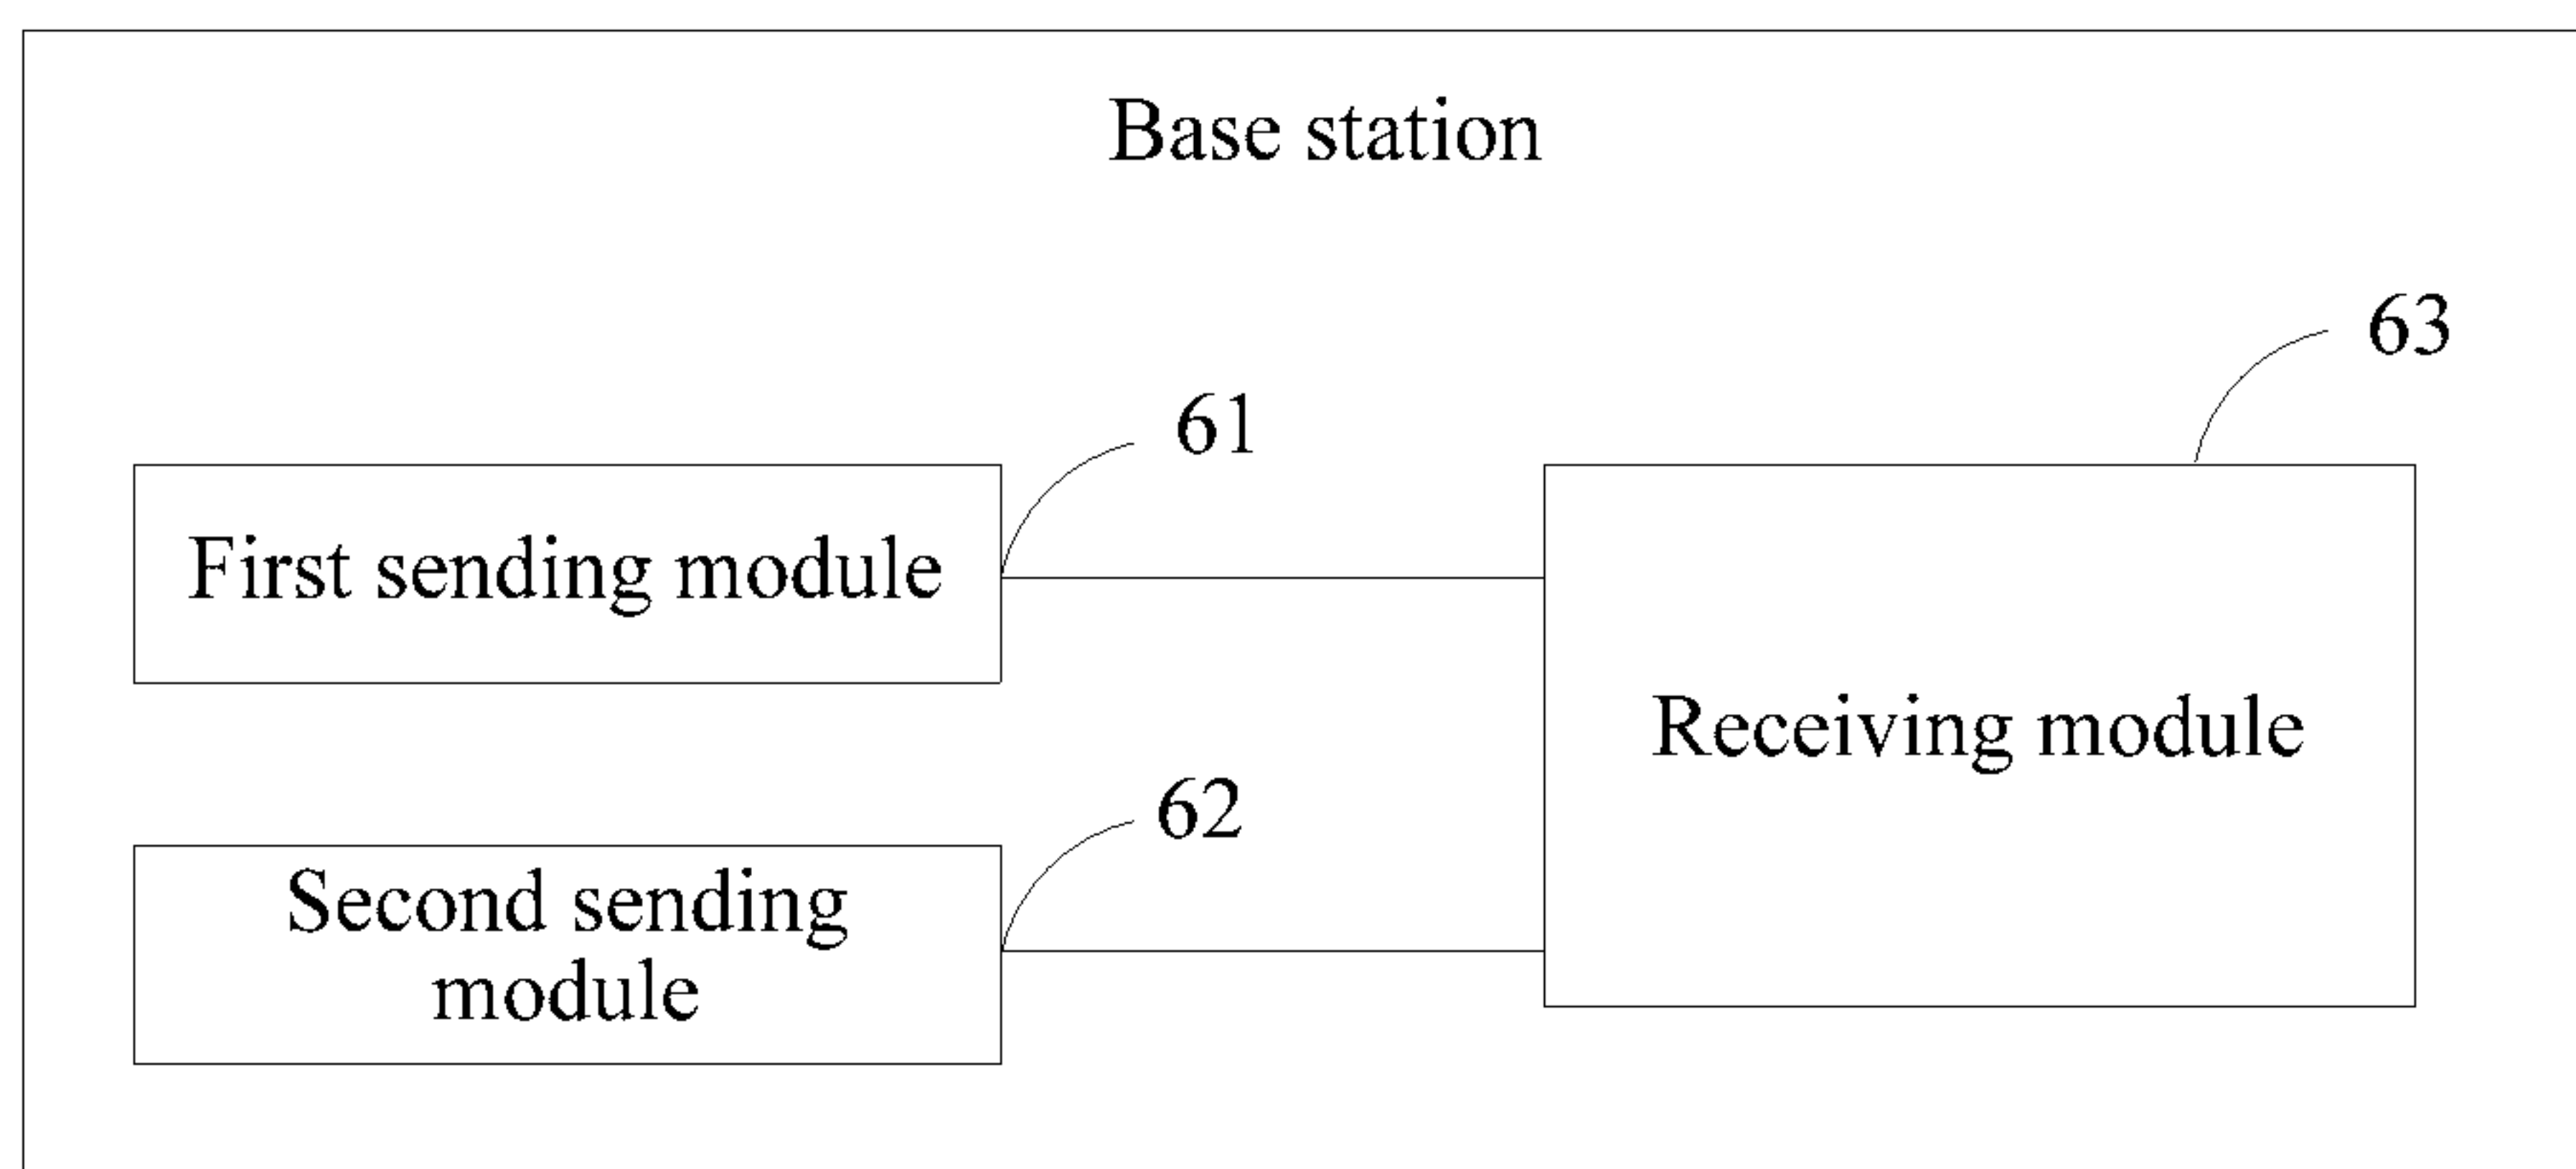 Base station
63
61
First sending module
Receiving module
62
Second sending
module